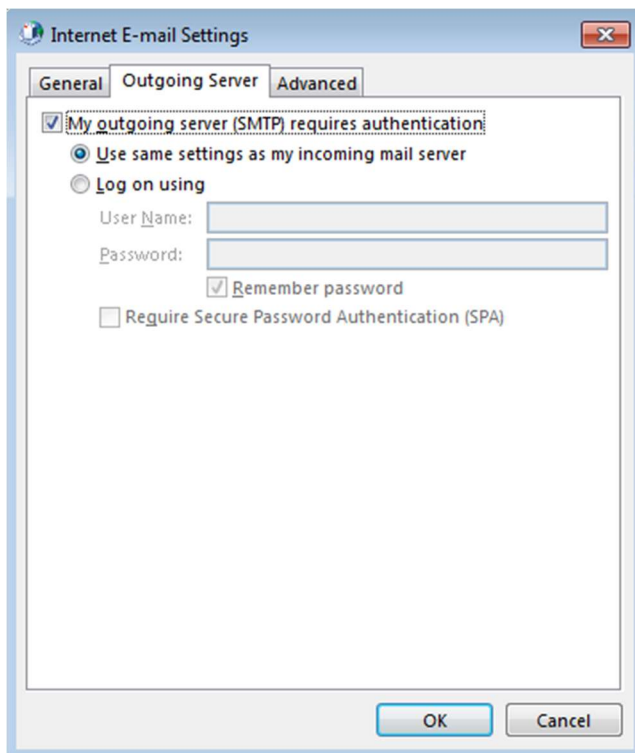 Internet E-mail Settings
General Outgoing Server Advanced
My outgoing server (SMTP) requires authentication
Use same settings as my incoming mail server
Log on using
User Name:
Password:
Remember password
Require Secure Password Authentication (SPA)
OK Cancel